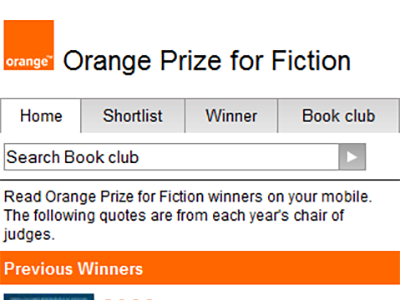 orange™
Orange Prize for Fiction
Home Shortlist Winner Book club
Search Book club
Read Orange Prize for Fiction winners on your mobile.
The following quotes are from each year's chair of
judges.
Previous Winners